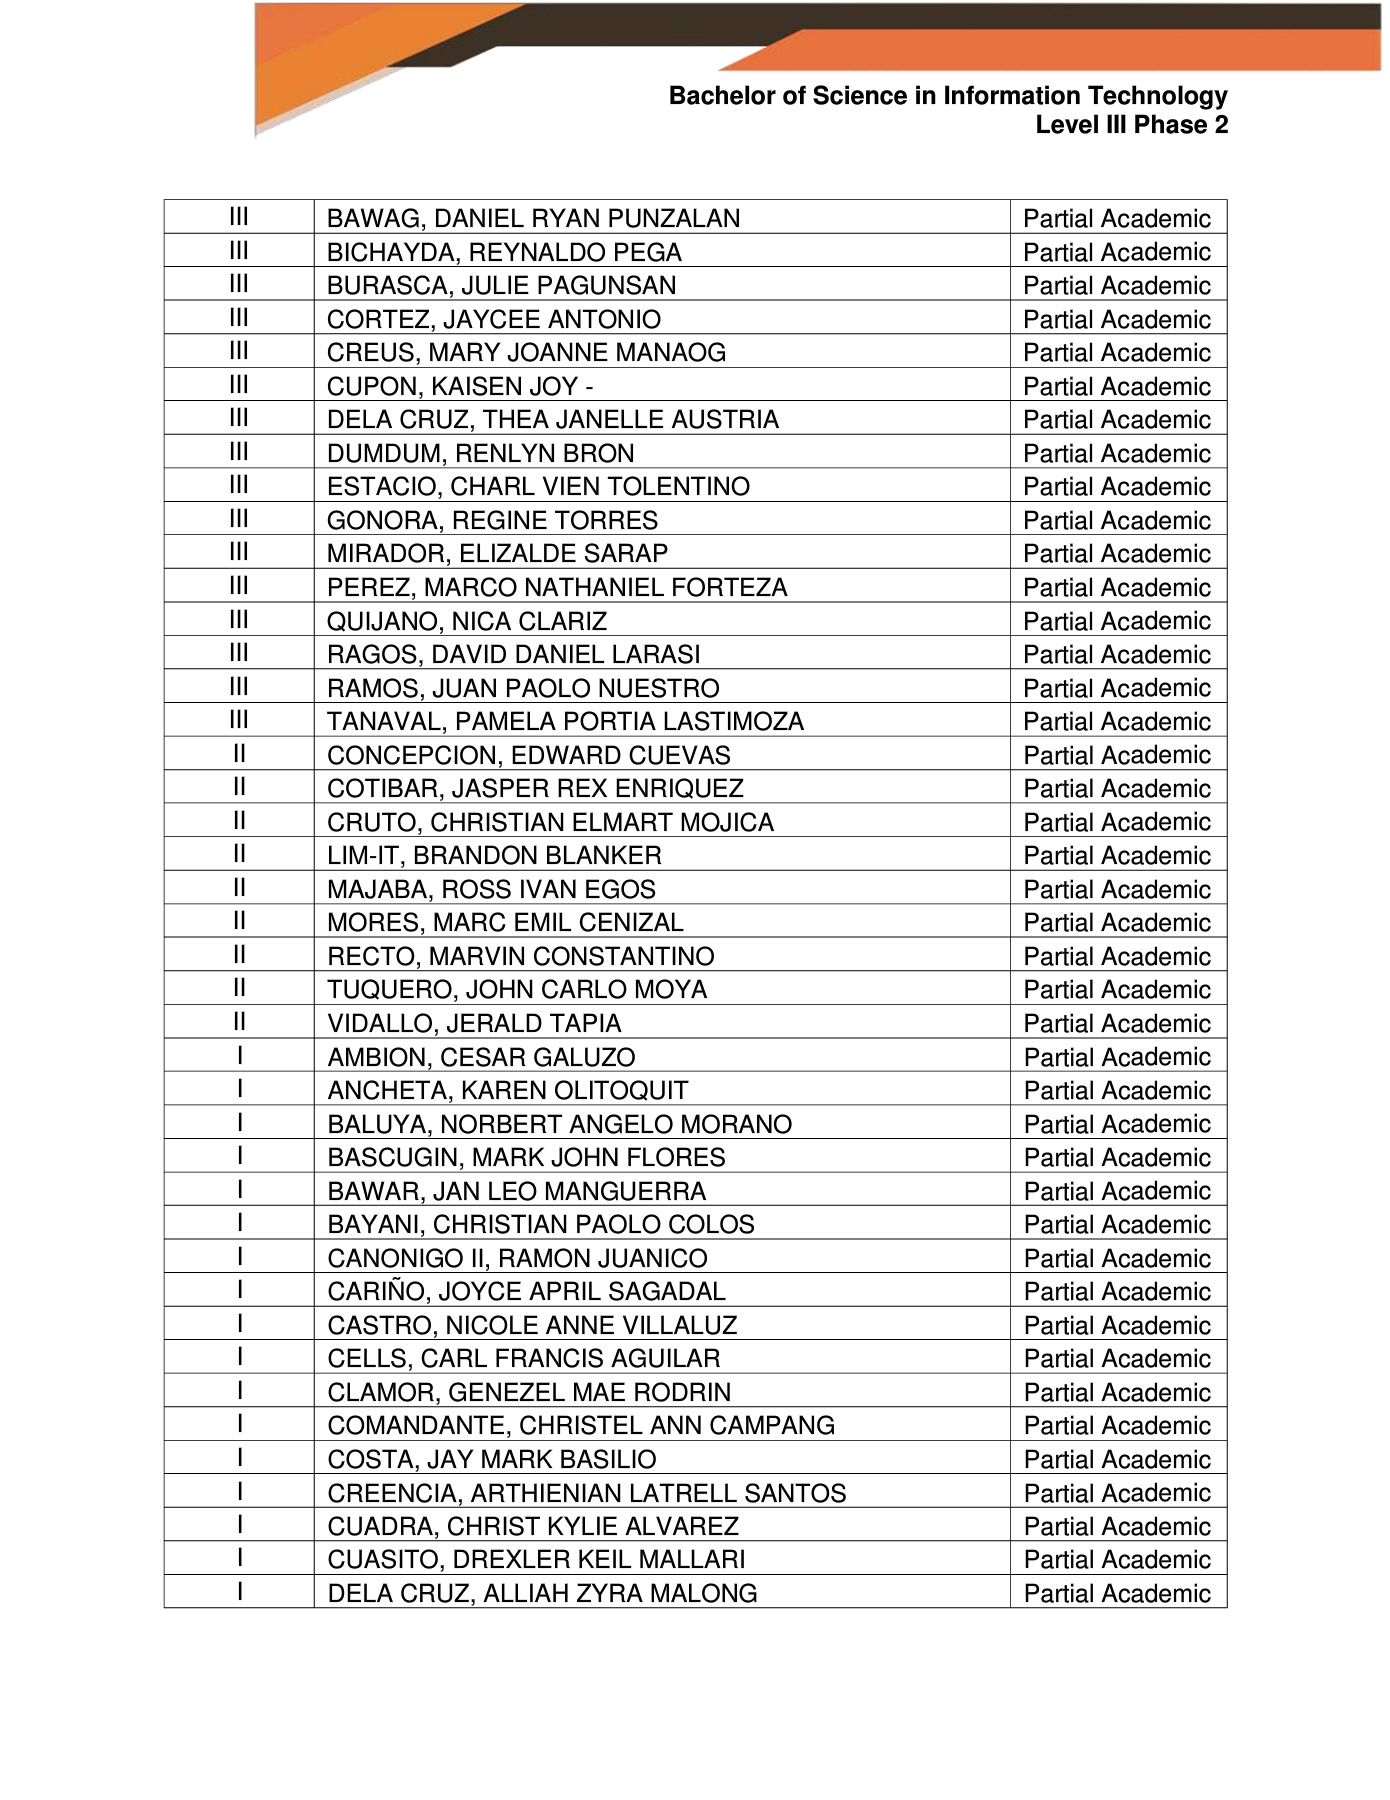 Bachelor of Science in Information Technology
Level III Phase 2
III BAWAG, DANIEL RYAN PUNZALAN Partial Academic
III BICHAYDA, REYNALDO PEGA Partial Academic
III BURASCA, JULIE PAGUNSAN Partial Academic
III CORTEZ, JAYCEE ANTONIO Partial Academic
III CREUS, MARY JOANNE MANAOG Partial Academic
III CUPON, KAISEN JOY - Partial Academic
III DELA CRUZ, THEA JANELLE AUSTRIA Partial Academic
III DUMDUM, RENLYN BRON Partial Academic
III ESTACIO, CHARL VIEN TOLENTINO Partial Academic
III GONORA, REGINE TORRES Partial Academic
III MIRADOR, ELIZALDE SARAP Partial Academic
III PEREZ, MARCO NATHANIEL FORTEZA Partial Academic
III QUIJANO, NICA CLARIZ Partial Academic
III RAGOS, DAVID DANIEL LARASI Partial Academic
III RAMOS, JUAN PAOLO NUESTRO Partial Academic
III TANAVAL, PAMELA PORTIA LASTIMOZA Partial Academic
II CONCEPCION, EDWARD CUEVAS Partial Academic
II COTIBAR, JASPER REX ENRIQUEZ Partial Academic
II CRUTO, CHRISTIAN ELMART MOJICA Partial Academic
II LIM-IT, BRANDON BLANKER Partial Academic
II MAJABA, ROSS IVAN EGOS Partial Academic
II MORES, MARC EMIL CENIZAL Partial Academic
II RECTO, MARVIN CONSTANTINO Partial Academic
II TUQUERO, JOHN CARLO MOYA Partial Academic
II VIDALLO, JERALD TAPIA Partial Academic
I AMBION, CESAR GALUZO Partial Academic
I ANCHETA, KAREN OLITOQUIT Partial Academic
I BALUYA, NORBERT ANGELO MORANO Partial Academic
I BASCUGIN, MARK JOHN FLORES Partial Academic
I BAWAR, JAN LEO MANGUERRA Partial Academic
I BAYANI, CHRISTIAN PAOLO COLOS Partial Academic
I CANONIGO II, RAMON JUANICO Partial Academic
I CARIÑO, JOYCE APRIL SAGADAL Partial Academic
I CASTRO, NICOLE ANNE VILLALUZ Partial Academic
I CELLS, CARL FRANCIS AGUILAR Partial Academic
I CLAMOR, GENEZEL MAE RODRIN Partial Academic
I COMANDANTE, CHRISTEL ANN CAMPANG Partial Academic
I COSTA, JAY MARK BASILIO Partial Academic
I CREENCIA, ARTHIENIAN LATRELL SANTOS Partial Academic
I CUADRA, CHRIST KYLIE ALVAREZ Partial Academic
I CUASITO, DREXLER KEIL MALLARI Partial Academic
I DELA CRUZ, ALLIAH ZYRA MALONG Partial Academic